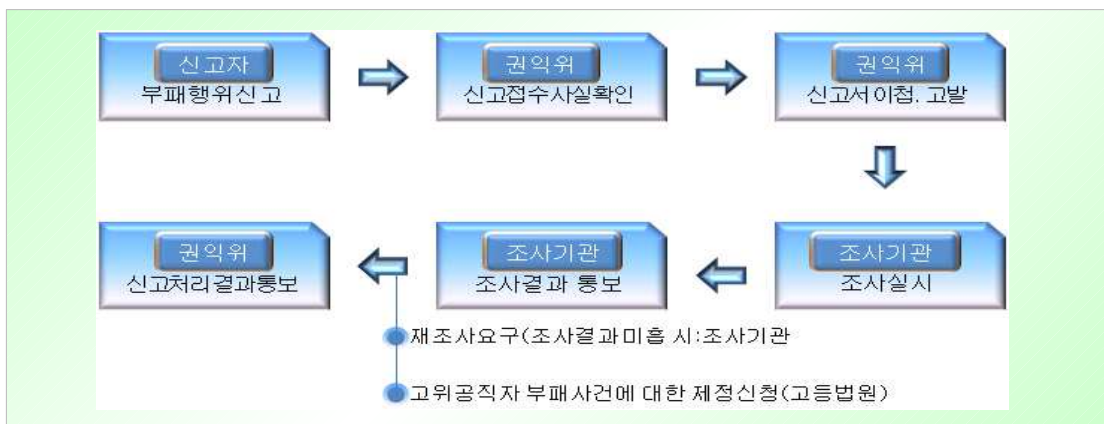 신고자
부패행위신고
권익위
신고접수사실확인
권익위
신고서이첩.고발
조사기관
조사실시
조사기관
조사결과 통보
권익위
신고처리결과통보
재조사요구(조사결과미흡 시:조사기관
고위공직자 부패사건에 대한 제정신청(고등법원)